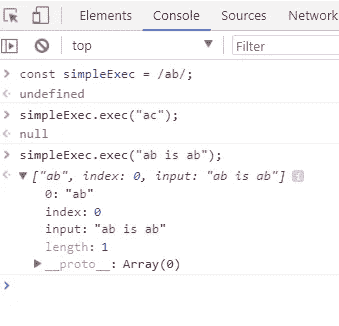 Elements Console Sources Network
top Filter
> const simpleExec = /ab/;
undefined
> simpleExec.exec("ac");
null
> simpleExec.exec("ab is ab");
["ab", index: 0, input: "ab is ab"] i
0: "ab"
index: 0
input: "ab is ab"
length: 1
__proto__: Array(0)
>